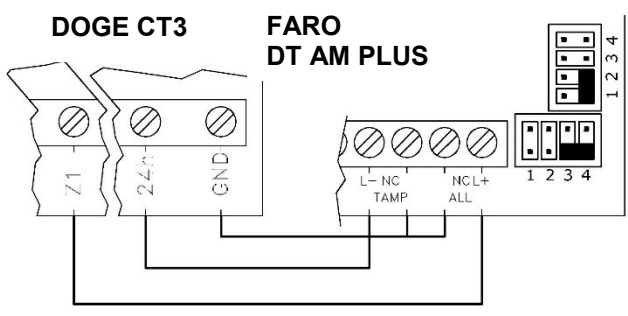 DOGE CT3
FARO
DT AM PLUS
4
3
2
1
1 2 3 4
Z1
24h
GND
L- NC NC L+
TAMP ALL